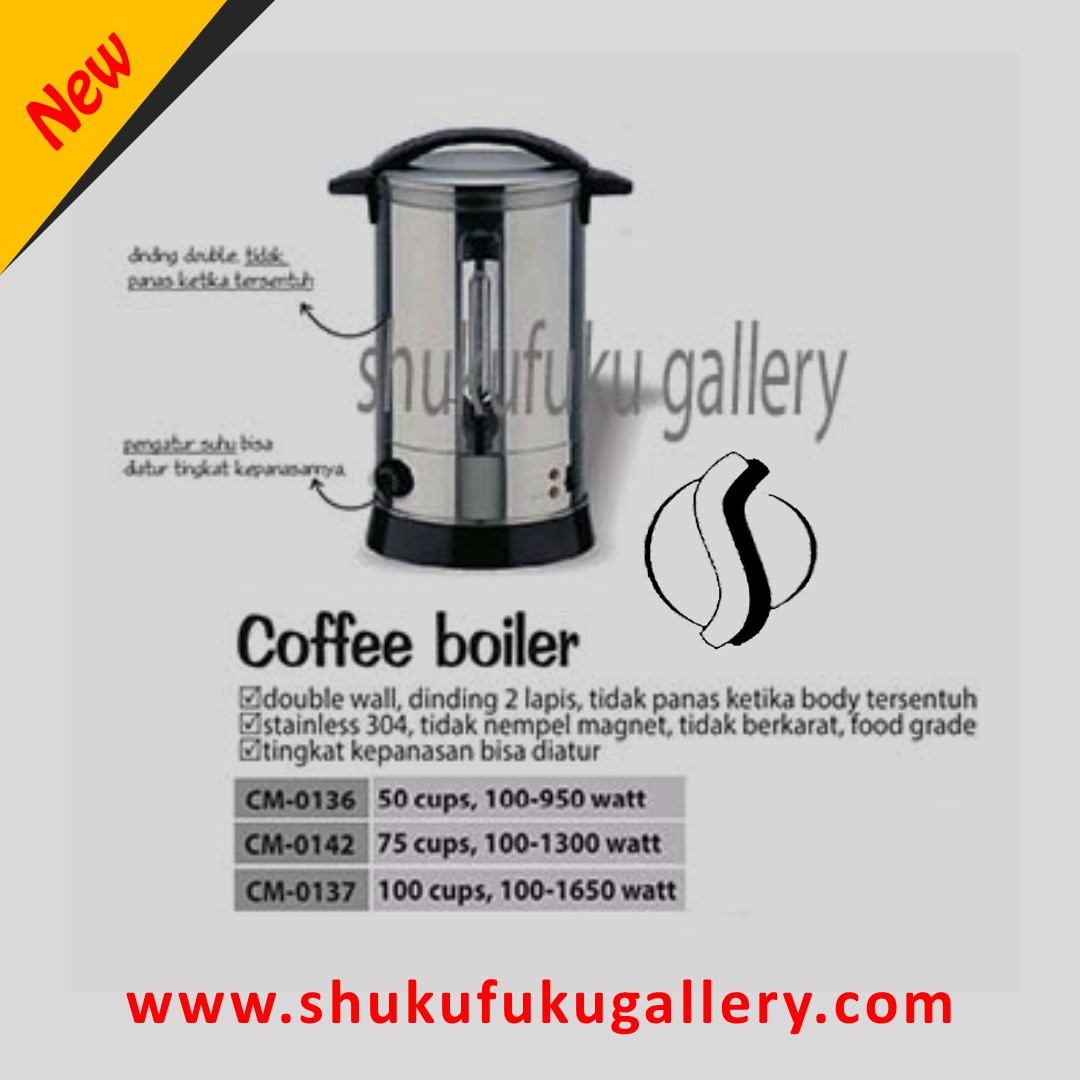 New
dinding double, tidak
panas ketika tersentuh
shukufuku gallery
pengatur suhu bisa
diatur tingkat kepanasannya
Coffee boiler
☑double wall, dinding 2 lapis, tidak panas ketika body tersentuh
☑stainless 304, tidak nempel magnet, tidak berkarat, food grade
☑tingkat kepanasan bisa diatur
CM-0136 50 cups, 100-950 watt
CM-0142 75 cups, 100-1300 watt
CM-0137 100 cups, 100-1650 watt
www.shukufukugallery.com